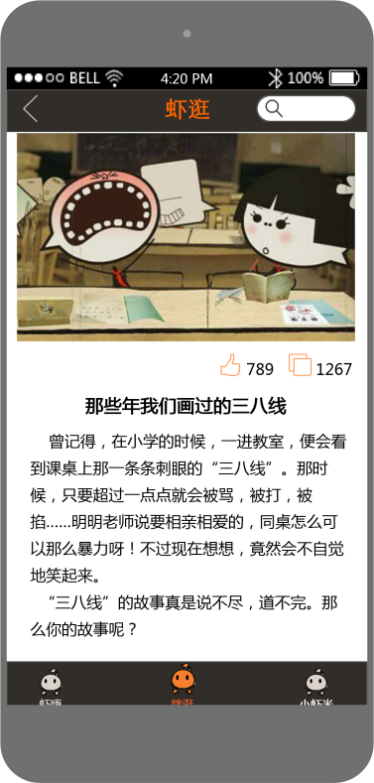 BELL 4:20 PM 100%
虾逛
789 1267
那些年我们画过的三八线
曾记得，在小学的时候，一进教室，便会看
到课桌上那一条条刺眼的“三八线”。那时
候，只要超过一点点就会被骂，被打，被
掐……明明老师说要相亲相爱的，同桌怎么可
以那么暴力呀！不过现在想想，竟然会不自觉
地笑起来。
“三八线”的故事真是说不尽，道不完。那
么你的故事呢？
小虾米